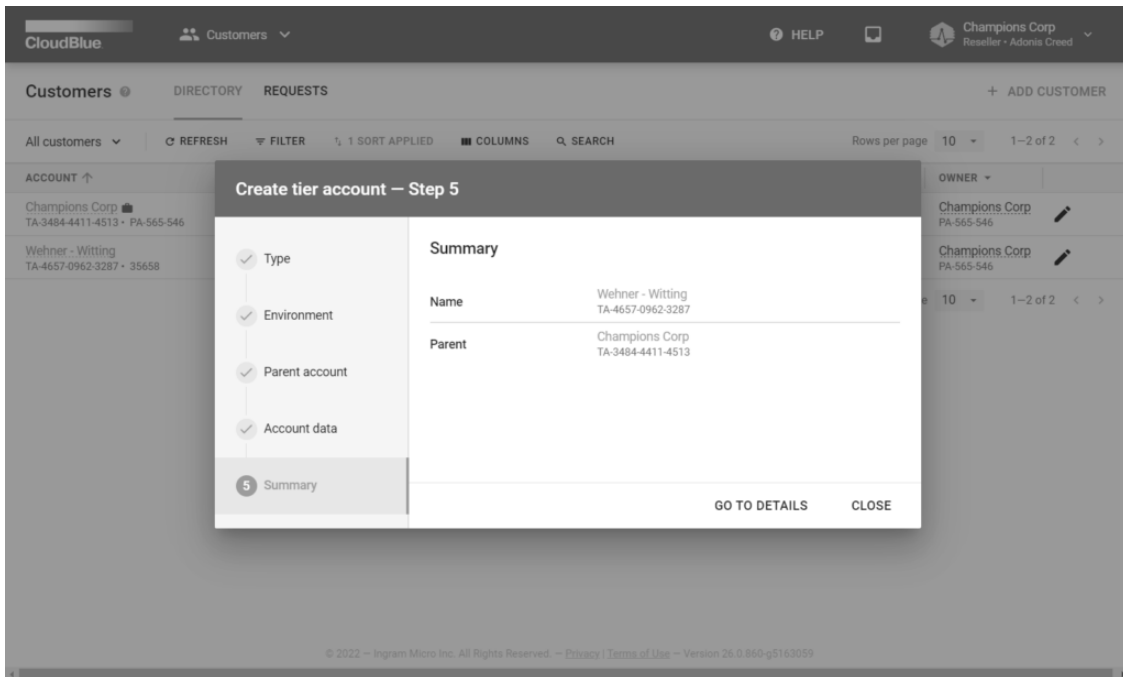 CloudBlue
Customers
HELP
Champions Corp
Reseller • Adonis Creed
Customers
DIRECTORY
REQUESTS
+ ADD CUSTOMER
All customers
REFRESH
FILTER
1 SORT APPLIED
COLUMNS
SEARCH
Rows per page 10
1–2 of 2
ACCOUNT
OWNER
Champions Corp
TA-3484-4411-4513 • PA-565-546
Champions Corp
PA-565-546
Wehner - Witting
TA-4657-0962-3287 • 35658
Champions Corp
PA-565-546
e 10
1–2 of 2
Create tier account — Step 5
Type
Environment
Parent account
Account data
5 Summary
Summary
Name
Wehner - Witting
TA-4657-0962-3287
Parent
Champions Corp
TA-3484-4411-4513
GO TO DETAILS
CLOSE
© 2022 — Ingram Micro Inc. All Rights Reserved. — Privacy | Terms of Use — Version 26.0.860-g5163059